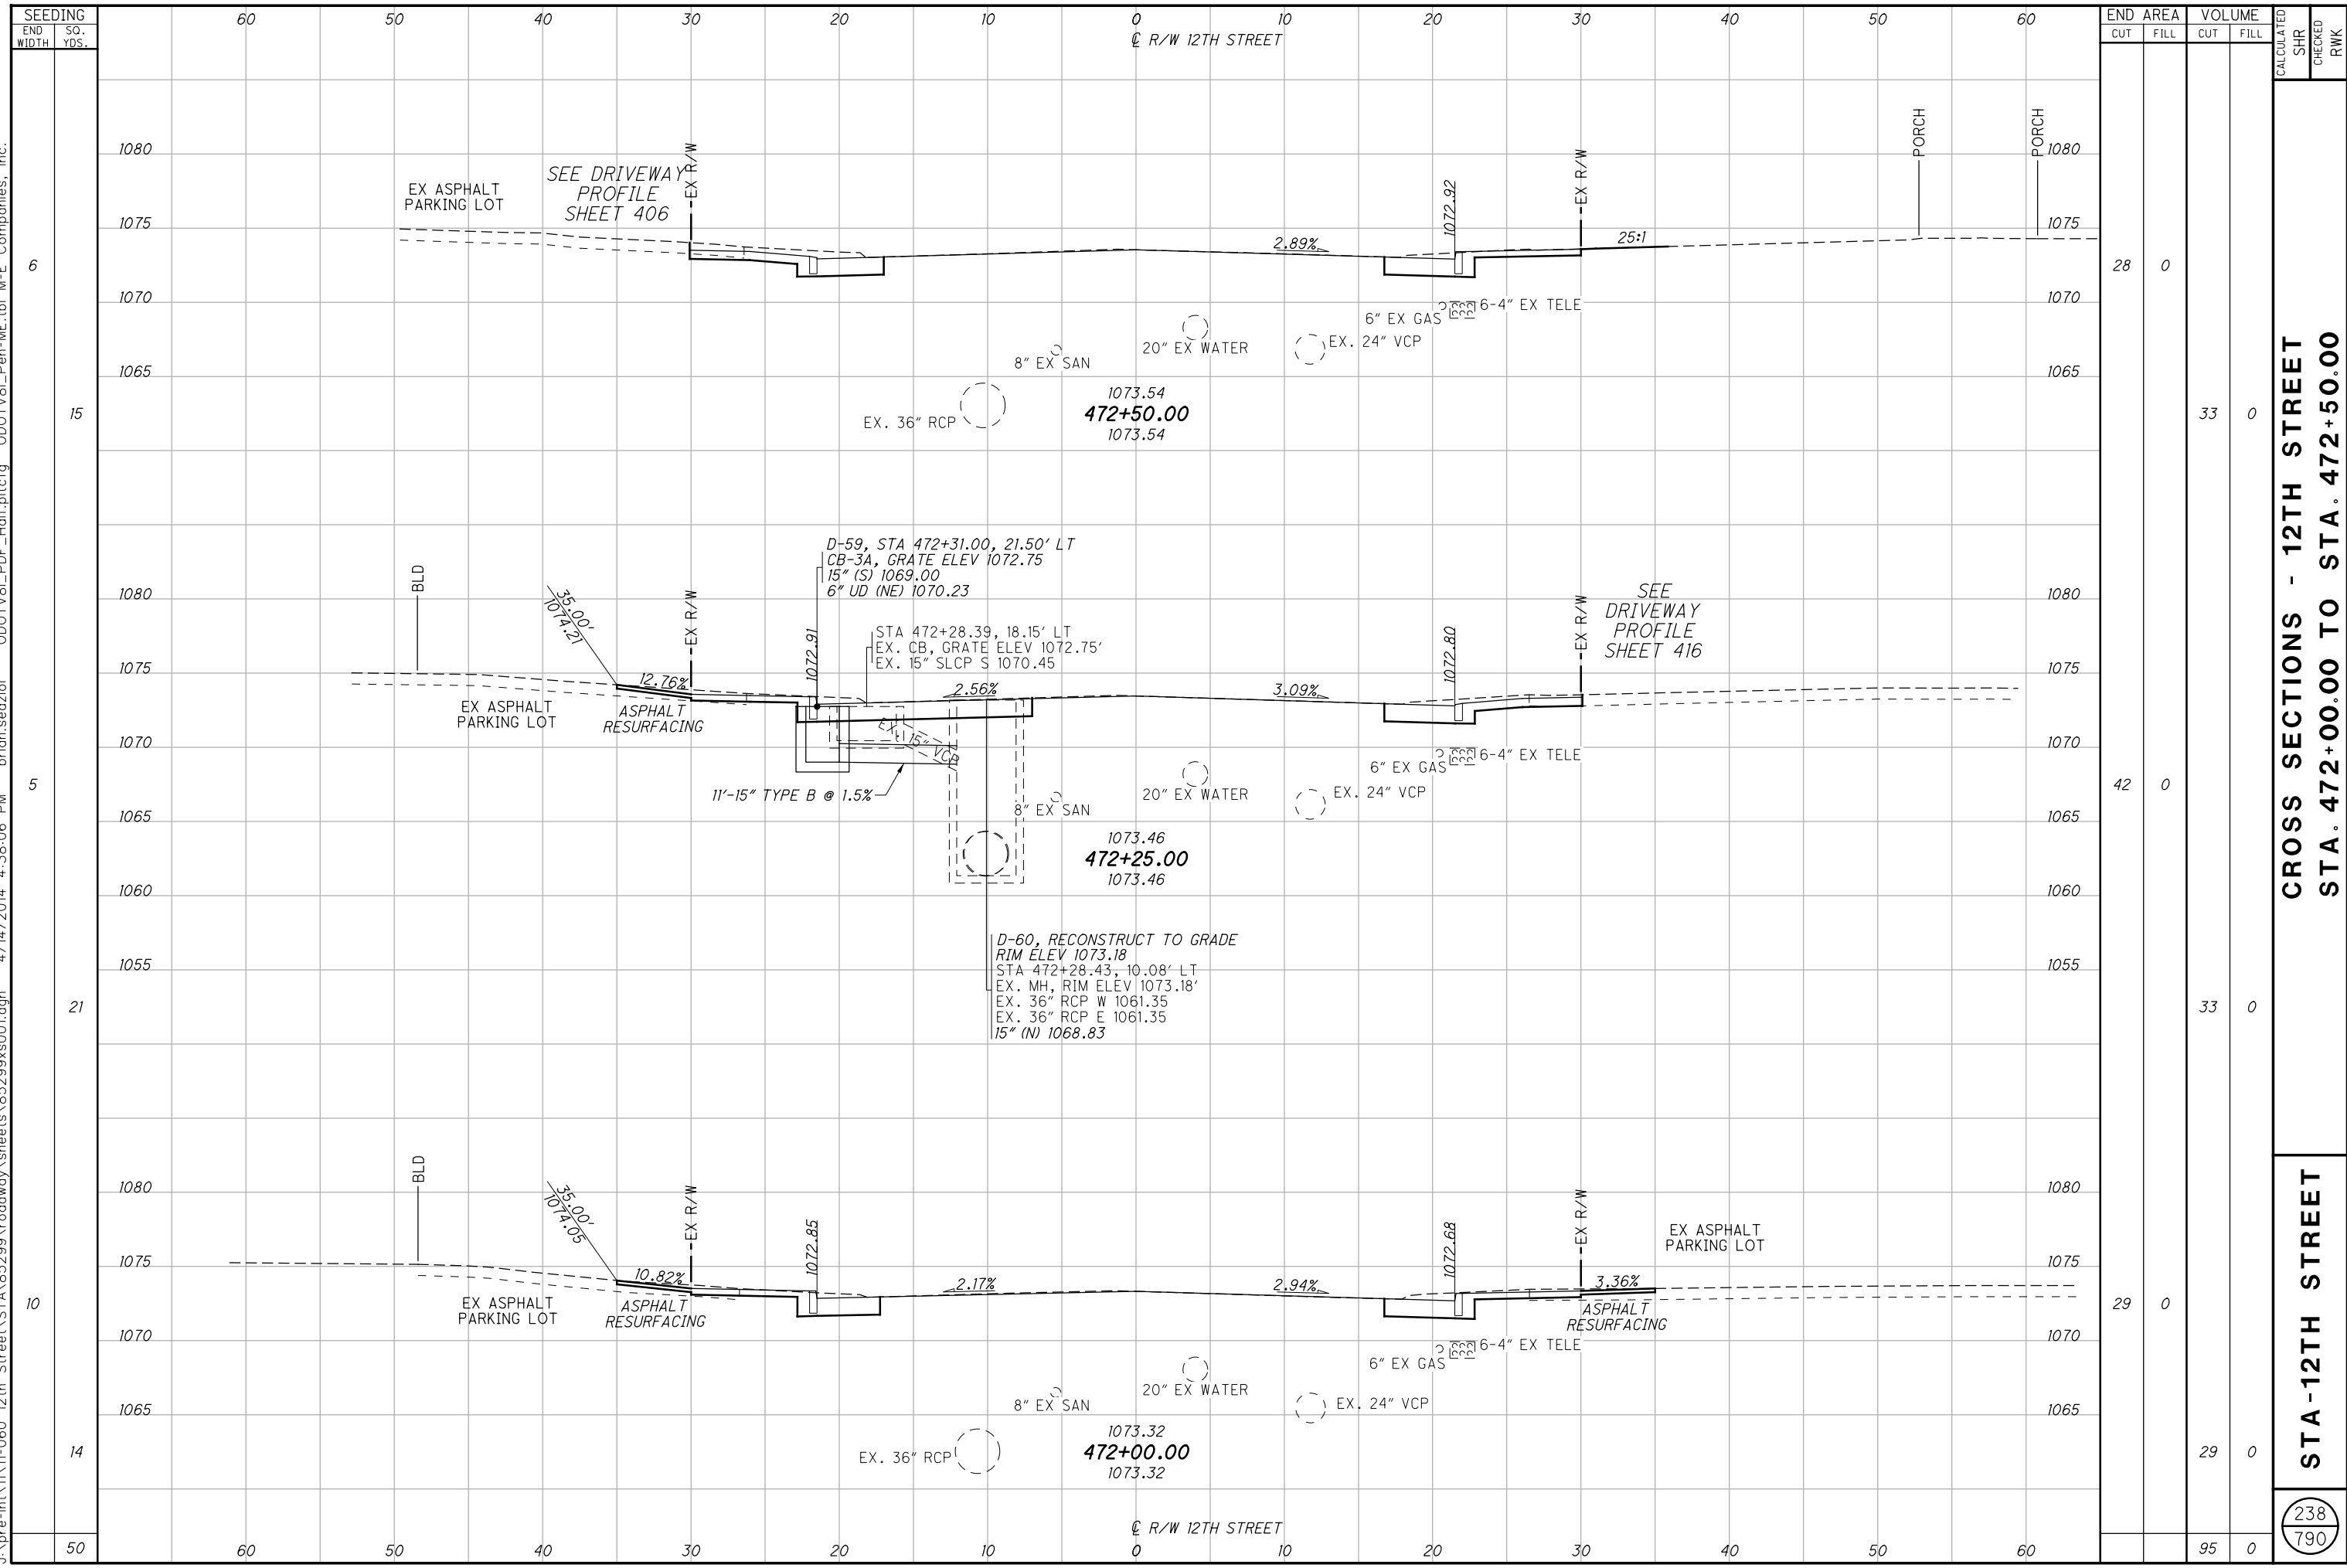 SEEDING
END WIDTH
SQ. YDS.
60 50 40 30 20 10 0 10 20 30 40 50 60
℄ R/W 12TH STREET
END AREA
VOLUME
CUT FILL CUT FILL
CALCULATED
SHR
CHECKED
RWK
1080
EX ASPHALT
PARKING LOT
SEE DRIVEWAY
PROFILE
SHEET 406
EX R/W
1072.92
EX R/W
PORCH
PORCH
1080
1075
2.89%
25:1
1075
6
28 0
1070
6" EX GAS
6-4" EX TELE
1070
8" EX SAN
20" EX WATER
EX. 24" VCP
1065
1065
EX. 36" RCP
1073.54
472+50.00
1073.54
15
33 0
D-59, STA 472+31.00, 21.50' LT
CB-3A, GRATE ELEV 1072.75
15" (S) 1069.00
6" UD (NE) 1070.23
BLD
1080
35.00'
1074.21
EX R/W
1072.91
STA 472+28.39, 18.15' LT
EX. CB, GRATE ELEV 1072.75'
EX. 15" SLCP S 1070.45
1072.80
EX R/W
SEE
DRIVEWAY
PROFILE
SHEET 416
1080
1075
12.76%
2.56%
3.09%
1075
EX ASPHALT
PARKING LOT
ASPHALT
RESURFACING
EX. 15" VCP
1070
6" EX GAS
6-4" EX TELE
1070
5
42 0
11'-15" TYPE B @ 1.5%
8" EX SAN
20" EX WATER
EX. 24" VCP
1065
1065
1073.46
472+25.00
1073.46
1060
1060
D-60, RECONSTRUCT TO GRADE
RIM ELEV 1073.18
STA 472+28.43, 10.08' LT
EX. MH, RIM ELEV 1073.18'
EX. 36" RCP W 1061.35
EX. 36" RCP E 1061.35
15" (N) 1068.83
1055
1055
21
33 0
BLD
1080
35.00'
1074.05
EX R/W
1072.85
1072.68
EX R/W
EX ASPHALT
PARKING LOT
1080
1075
10.82%
2.17%
2.94%
3.36%
1075
10
EX ASPHALT
PARKING LOT
ASPHALT
RESURFACING
ASPHALT
RESURFACING
29 0
1070
6" EX GAS
6-4" EX TELE
1070
8" EX SAN
20" EX WATER
EX. 24" VCP
1065
1065
EX. 36" RCP
1073.32
472+00.00
1073.32
14
29 0
℄ R/W 12TH STREET
50
60 50 40 30 20 10 0 10 20 30 40 50 60
95 0
CROSS SECTIONS - 12TH STREET
STA. 472+00.00 TO STA. 472+50.00
STA-12TH STREET
238
790
4/14/2014 4:38:06 PM